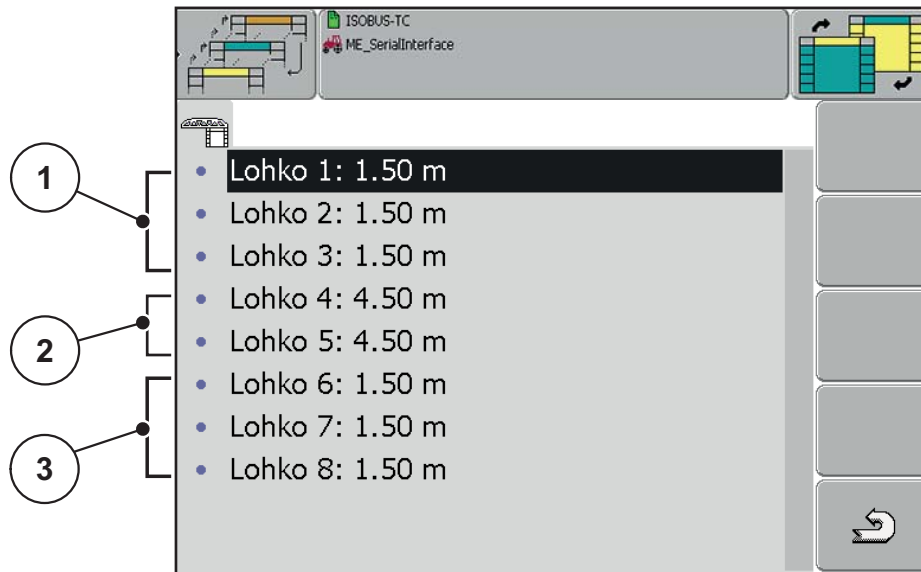 ISOBUS-TC
ME_SerialInterface
1
Lohko 1: 1.50 m
Lohko 2: 1.50 m
Lohko 3: 1.50 m
2
Lohko 4: 4.50 m
Lohko 5: 4.50 m
3
Lohko 6: 1.50 m
Lohko 7: 1.50 m
Lohko 8: 1.50 m